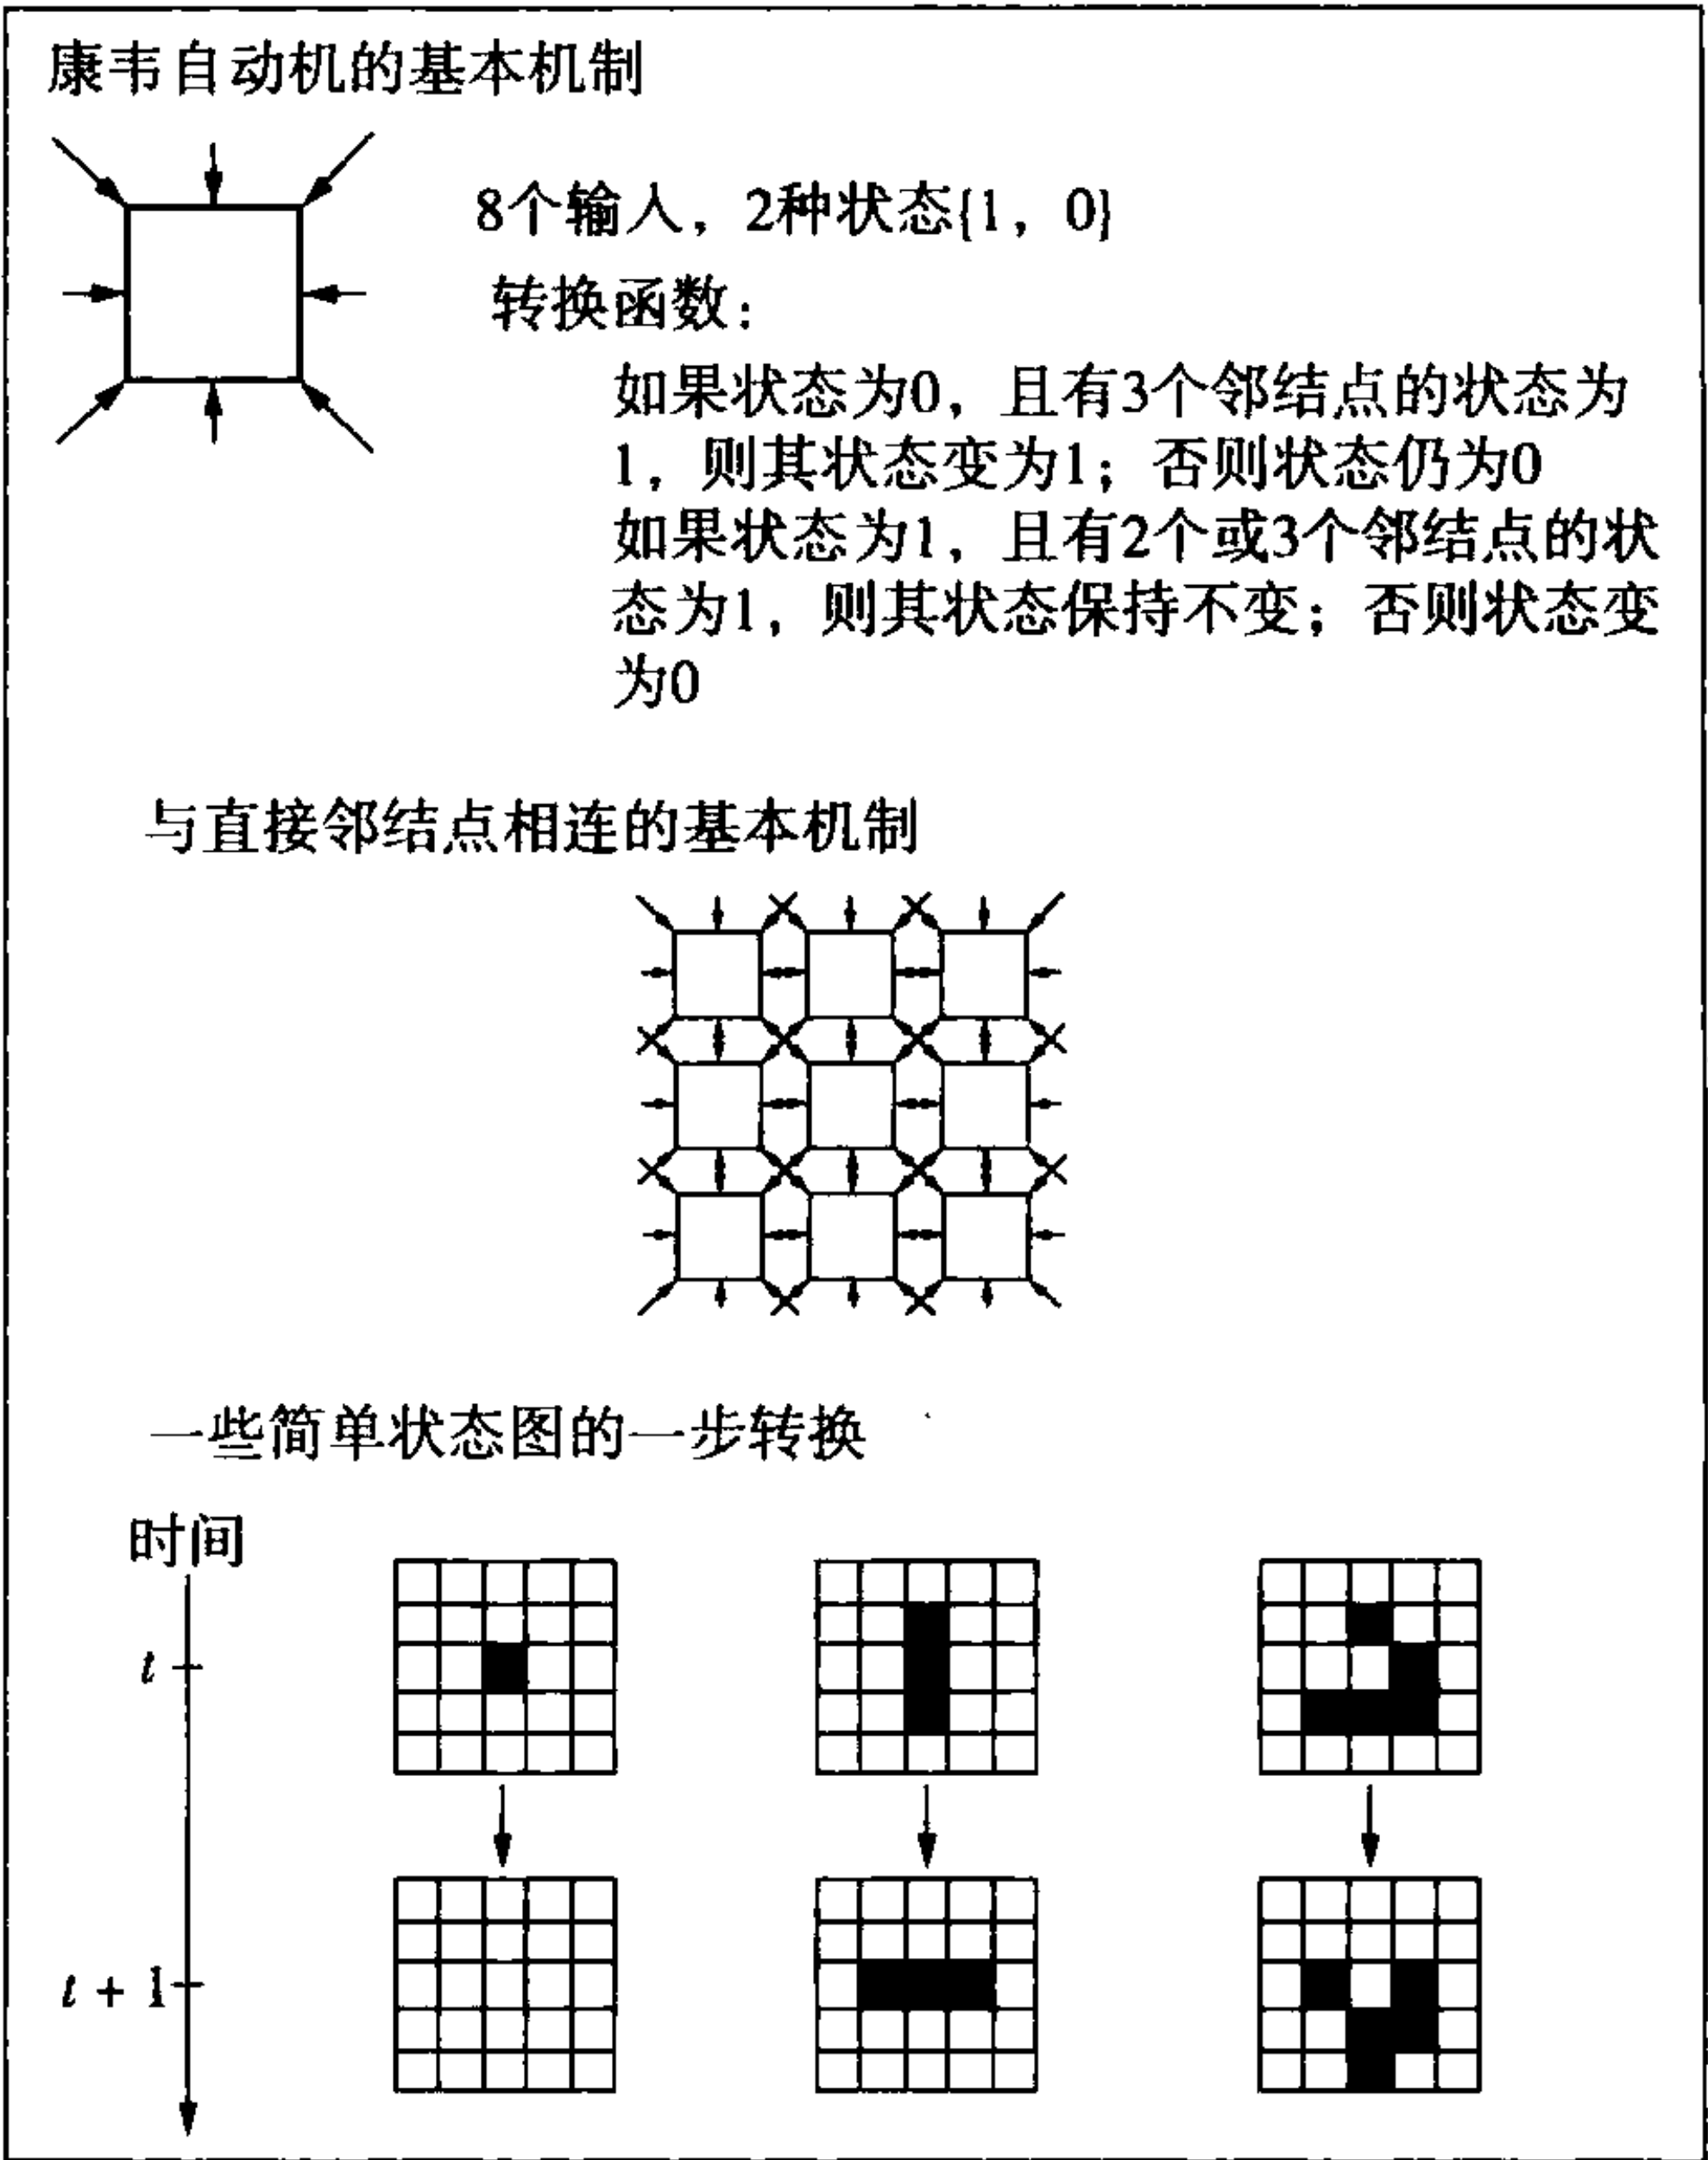 康韦自动机的基本机制
8个输入，2种状态{1，0}
转换函数：
如果状态为0，且有3个邻结点的状态为
1，则其状态变为1；否则状态仍为0
如果状态为1，且有2个或3个邻结点的状
态为1，则其状态保持不变；否则状态变
为0
与直接邻结点相连的基本机制
一些简单状态图的一步转换
时间
t
t + 1